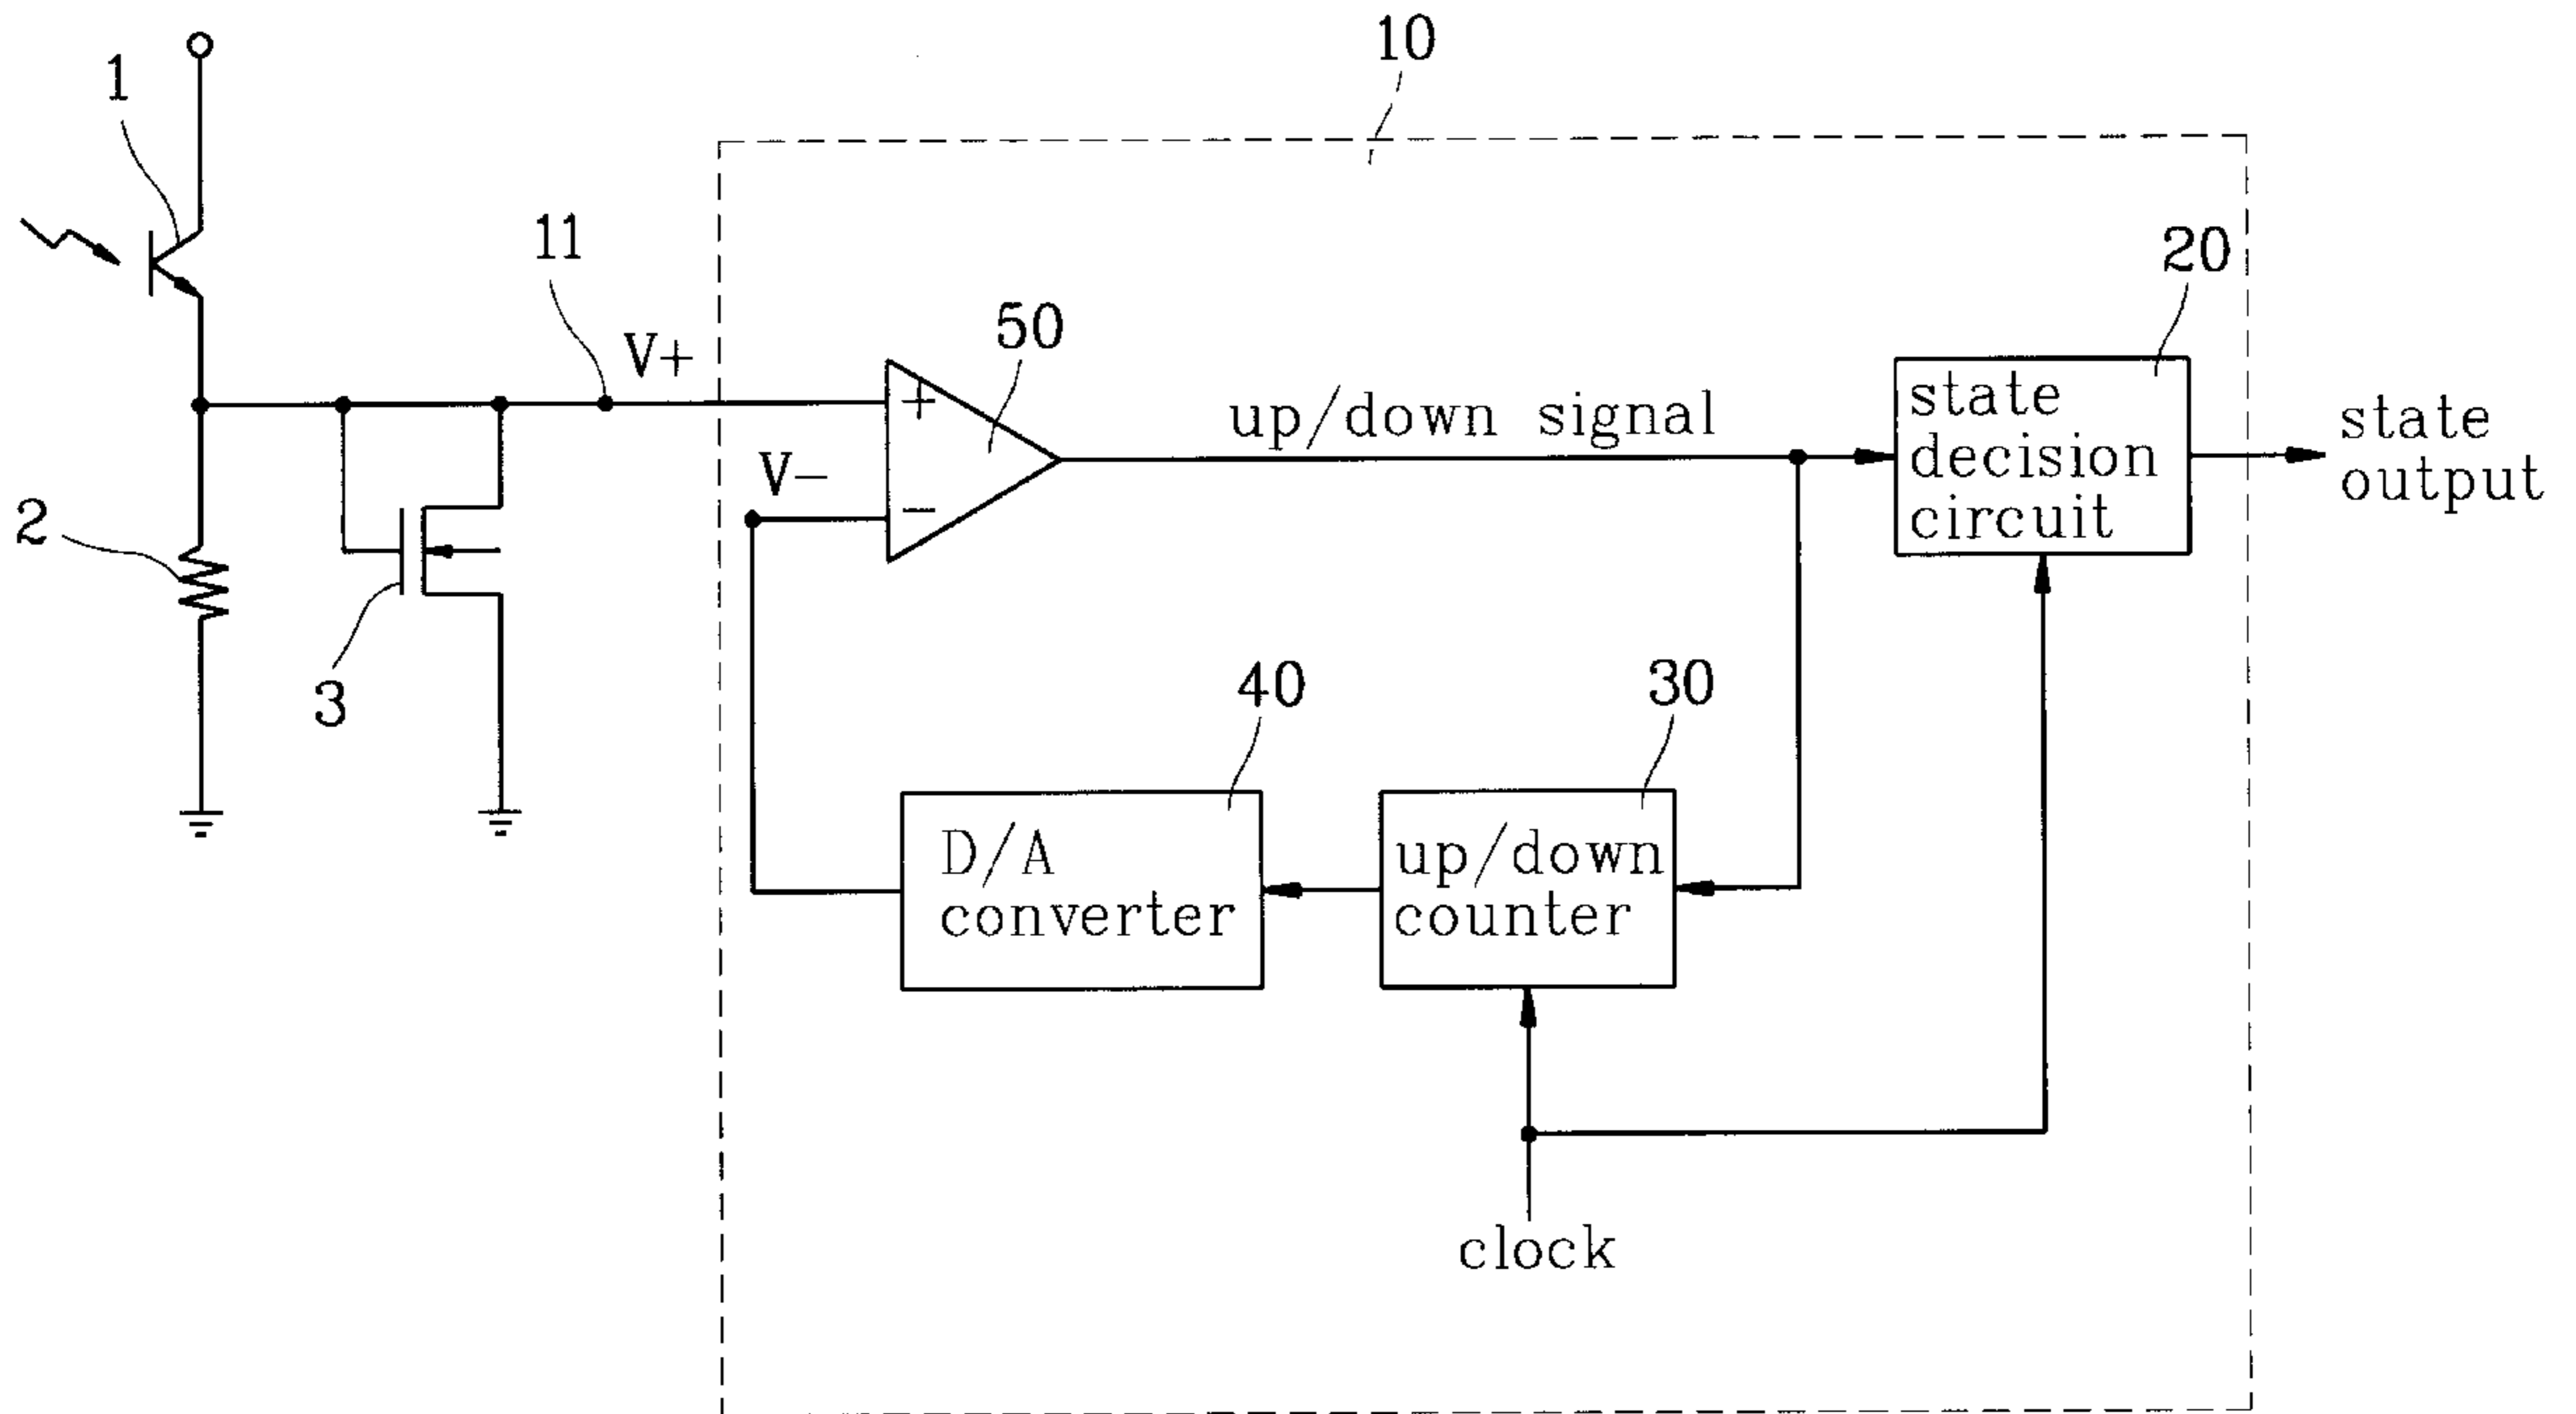 10
1
11
20
50
V+
+
up/down signal
state
decision
circuit
state
output
V-
-
2
3
40
30
D/A
converter
up/down
counter
clock